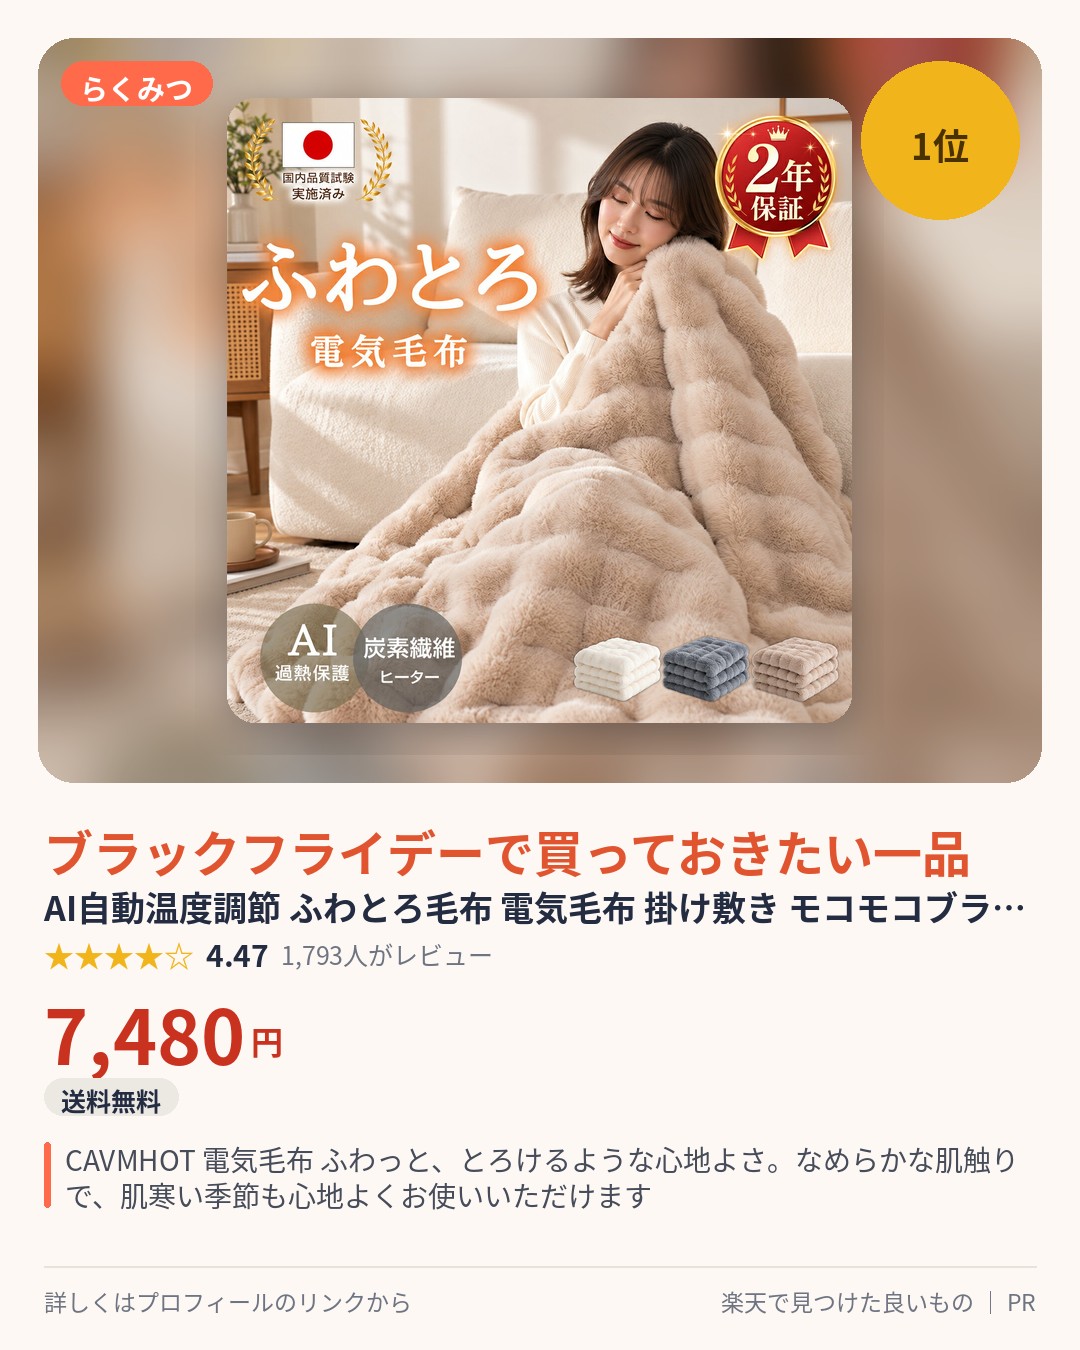 らくみつ
1位
国内品質試験
実施済み
2年
保証
ふわとろ
電気毛布
AI
過熱保護
炭素繊維
ヒーター
ブラックフライデーで買っておきたい一品
AI自動温度調節 ふわとろ毛布 電気毛布 掛け敷き モコモコブラ…
★★★★☆ 4.47 1,793人がレビュー
7,480円
送料無料
CAVMHOT 電気毛布 ふわっと、とろけるような心地よさ。なめらかな肌触り
で、肌寒い季節も心地よくお使いいただけます
詳しくはプロフィールのリンクから
楽天で見つけた良いもの｜PR